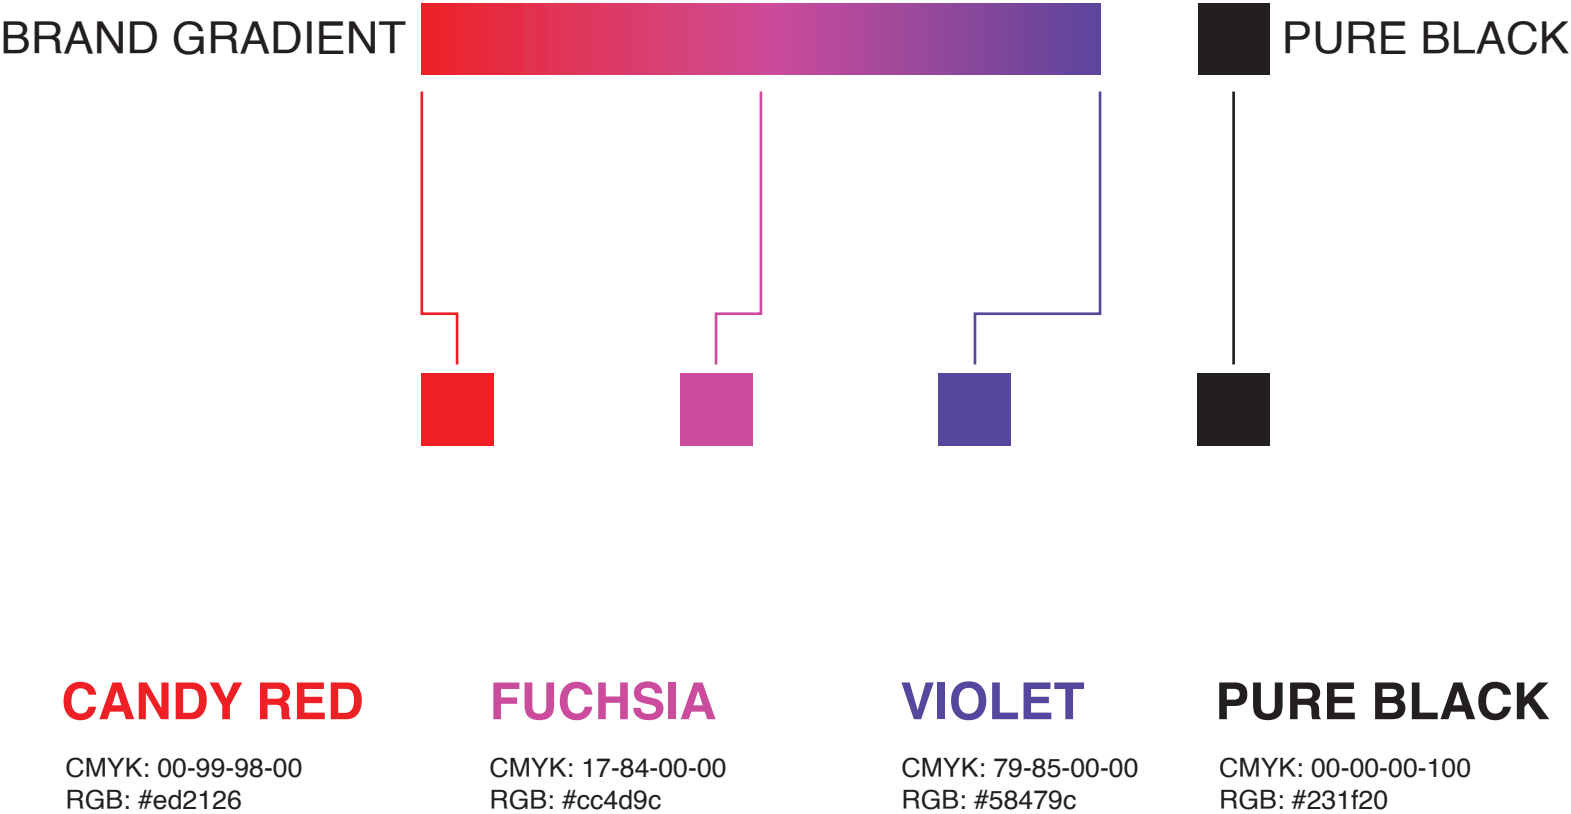 BRAND GRADIENT
PURE BLACK
CANDY RED
CMYK: 00-99-98-00
RGB: #ed2126
FUCHSIA
CMYK: 17-84-00-00
RGB: #cc4d9c
VIOLET
CMYK: 79-85-00-00
RGB: #58479c
PURE BLACK
CMYK: 00-00-00-100
RGB: #231f20